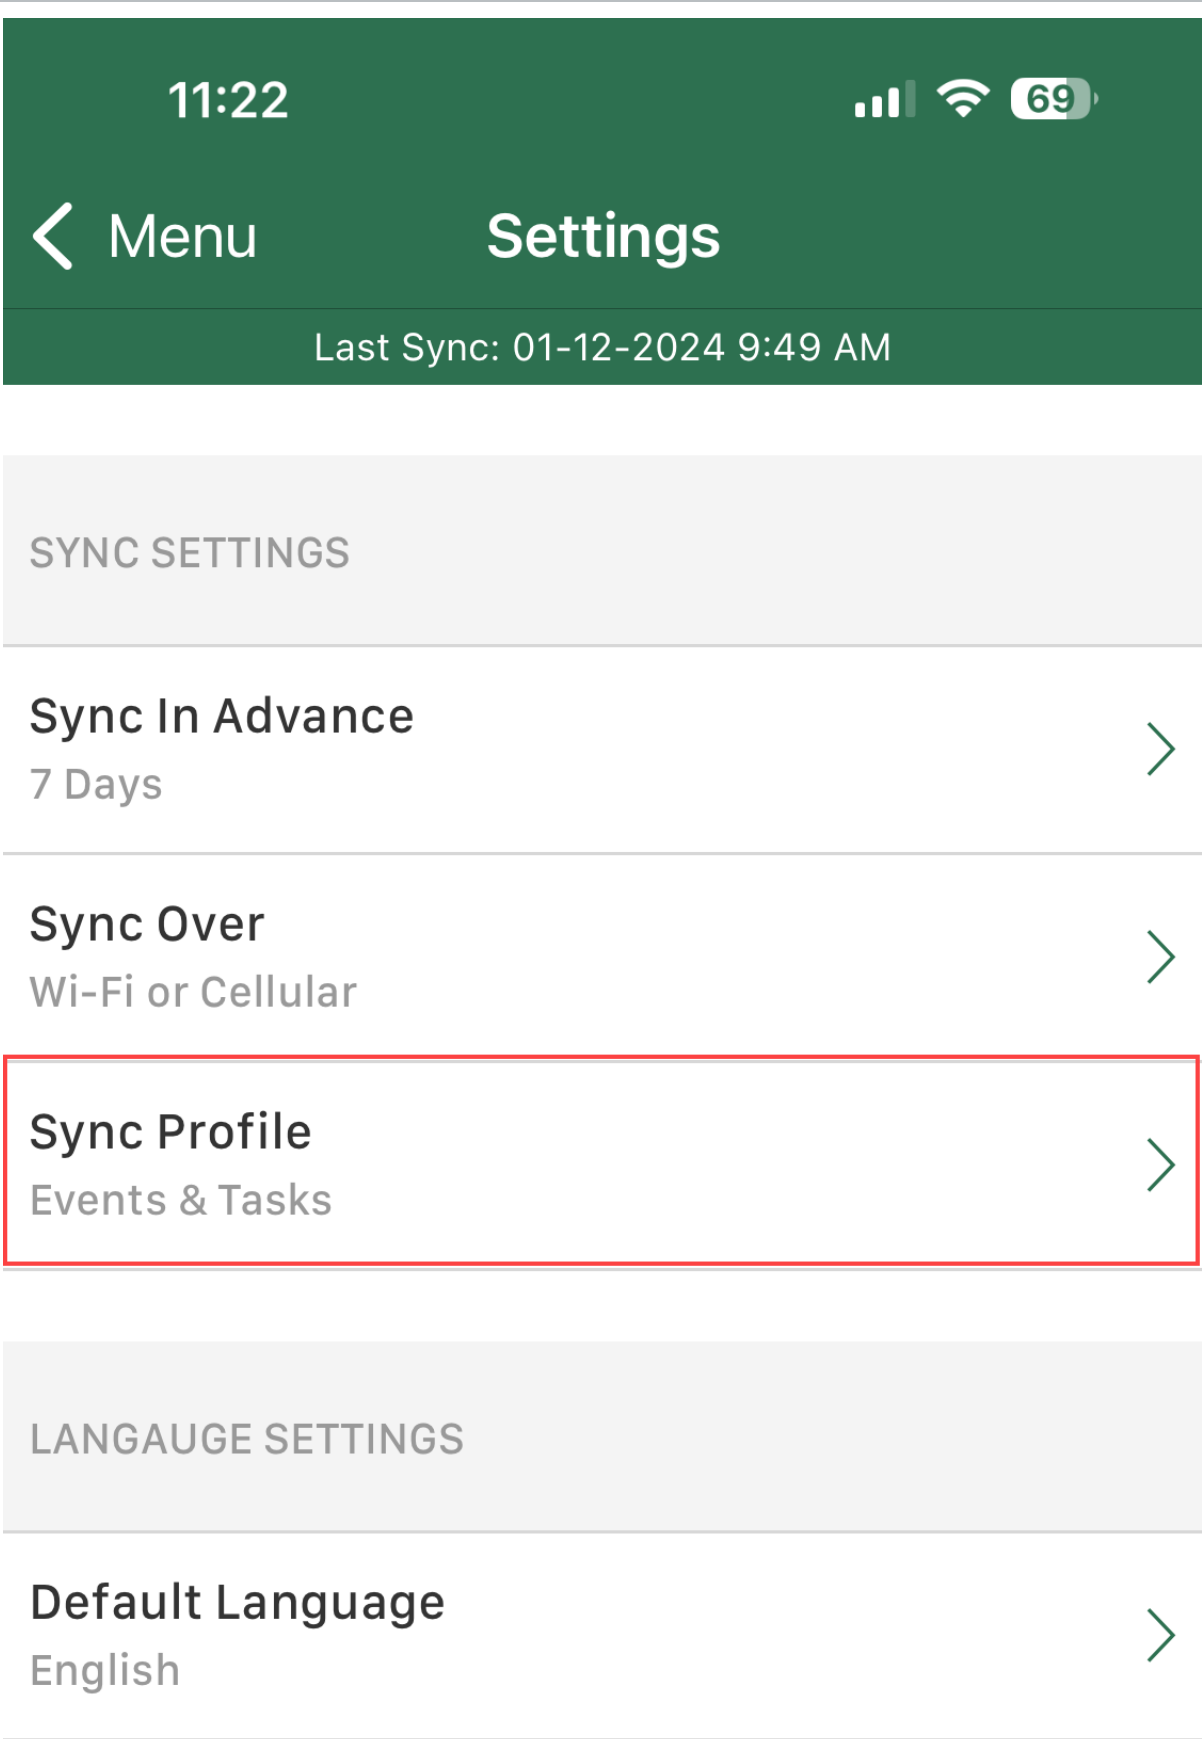 11:22
69
Menu
Settings
Last Sync: 01-12-2024 9:49 AM
SYNC SETTINGS
Sync In Advance
7 Days
Sync Over
Wi-Fi or Cellular
Sync Profile
Events & Tasks
LANGAUGE SETTINGS
Default Language
English